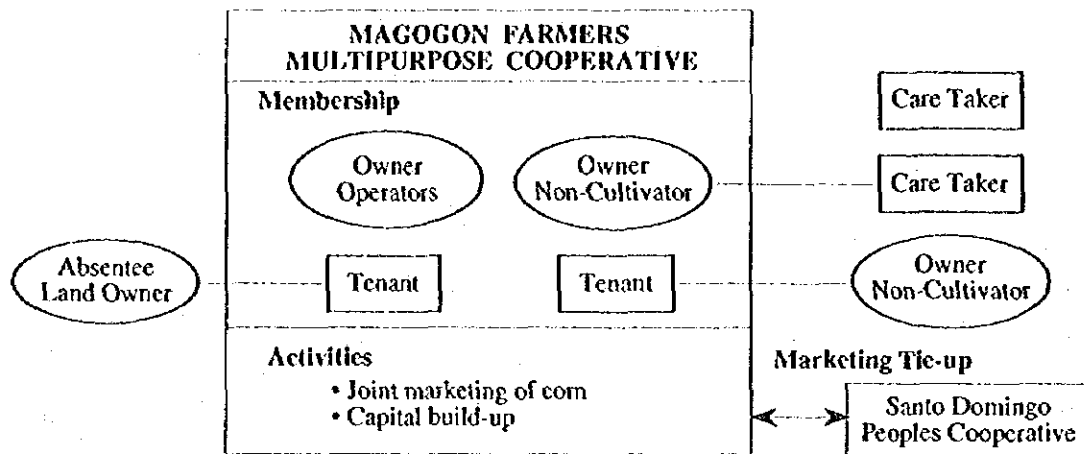 MAGOGON FARMERS
MULTIPURPOSE COOPERATIVE
Membership
Owner
Operators
Owner
Non-Cultivator
Care Taker
Care Taker
Absentee
Land Owner
Tenant
Tenant
Owner
Non-Cultivator
Activities
• Joint marketing of corn
• Capital build-up
Marketing Tie-up
Santo Domingo
Peoples Cooperative